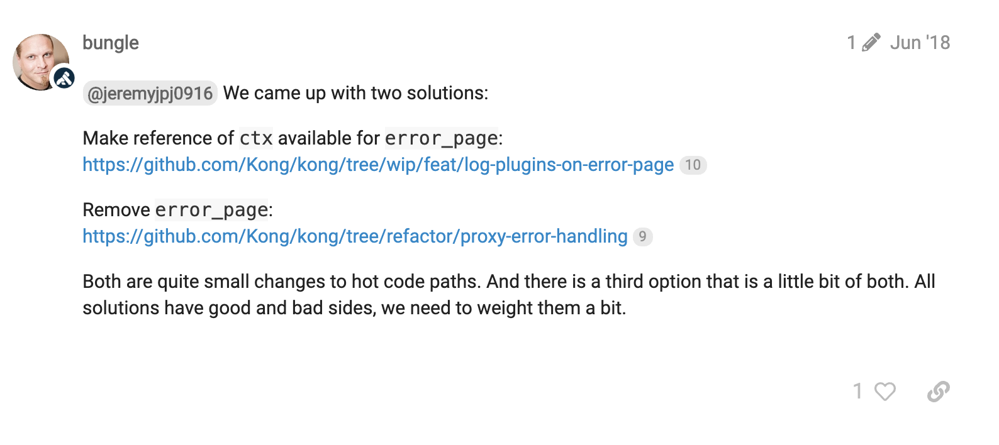 bungle
1 Jun '18
@jeremyjpj0916 We came up with two solutions:
Make reference of ctx available for error_page:
https://github.com/Kong/kong/tree/wip/feat/log-plugins-on-error-page 10
Remove error_page:
https://github.com/Kong/kong/tree/refactor/proxy-error-handling 9
Both are quite small changes to hot code paths. And there is a third option that is a little bit of both. All
solutions have good and bad sides, we need to weight them a bit.
1